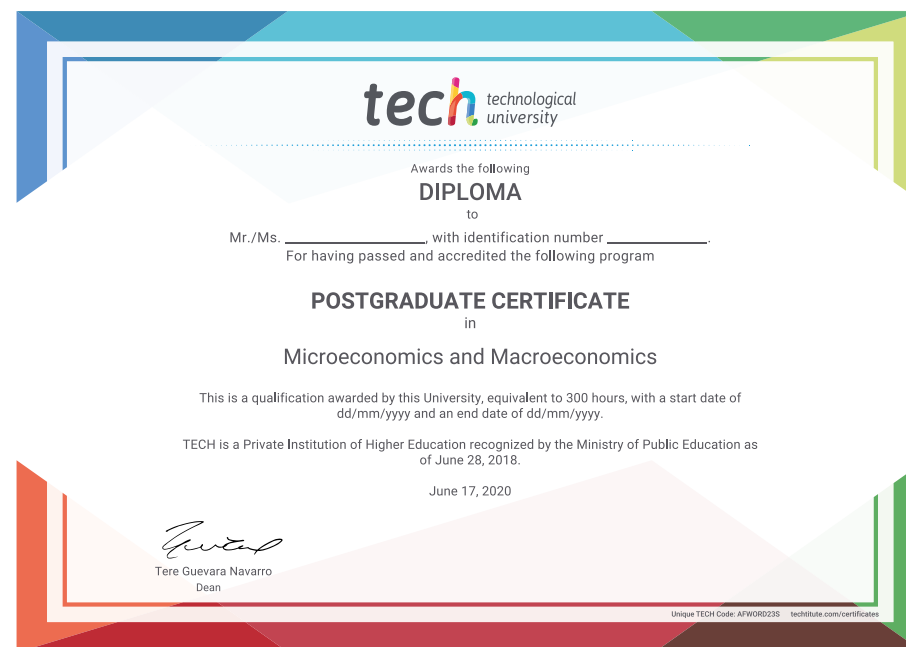 tech technological
university
Awards the following
DIPLOMA
to
Mr./Ms. ____________________, with identification number ______________.
For having passed and accredited the following program
POSTGRADUATE CERTIFICATE
in
Microeconomics and Macroeconomics
This is a qualification awarded by this University, equivalent to 300 hours, with a start date of
dd/mm/yyyy and an end date of dd/mm/yyyy.
TECH is a Private Institution of Higher Education recognized by the Ministry of Public Education as
of June 28, 2018.
June 17, 2020
Tere Guevara Navarro
Dean
Unique TECH Code: AFWORD23S techtitute.com/certificates